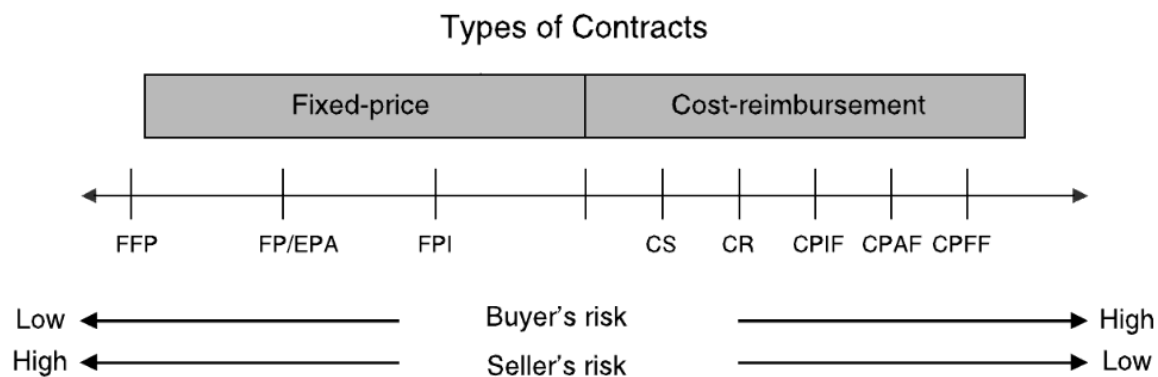 Types of Contracts
Fixed-price Cost-reimbursement
FFP FP/EPA FPI CS CR CPIF CPAF CPFF
Low Buyer's risk High
High Seller's risk Low